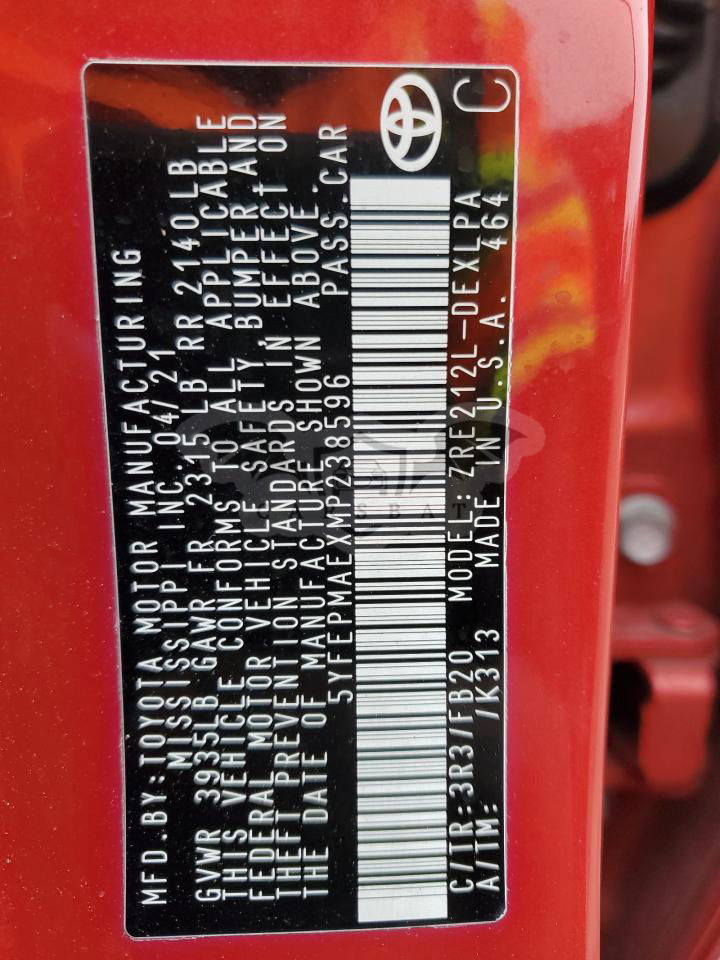 MFD.BY:TOYOTA MOTOR MANUFACTURING
MISSISSIPPI INC. 04/21
GVWR 3935LB GAWR FR 2315LB RR 2140LB
THIS VEHICLE CONFORMS TO ALL APPLICABLE
FEDERAL MOTOR VEHICLE SAFETY, BUMPER AND
THEFT PREVENTION STANDARDS IN EFFECT ON
THE DATE OF MANUFACTURE SHOWN ABOVE.
5YFEPMAEXMP238596 PASS.CAR
C/TR:3R3/FB20 MODEL:ZRE212L-DEXLPA
A/TM: /K313 MADE IN U.S.A. 464
C
CARSBAT